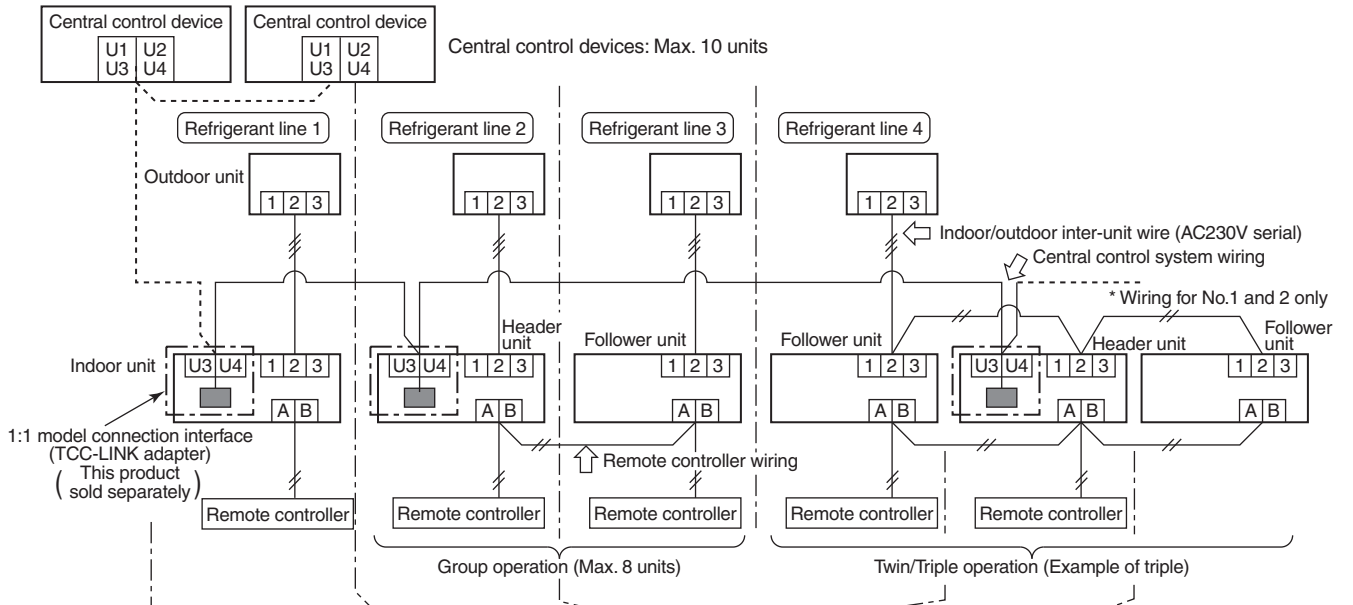 Central control device
Central control device
U1 U2
U3 U4
U1 U2
U3 U4
Central control devices: Max. 10 units
Refrigerant line 1
Refrigerant line 2
Refrigerant line 3
Refrigerant line 4
Outdoor unit
1 2 3
1 2 3
1 2 3
1 2 3
Indoor/outdoor inter-unit wire (AC230V serial)
Central control system wiring
* Wiring for No.1 and 2 only
Indoor unit
U3 U4
1 2 3
A B
U3 U4
1 2 3
Header
unit
A B
Follower unit
1 2 3
A B
Follower unit
1 2 3
A B
U3 U4
1 2 3
Header unit
A B
Follower
unit
1 2 3
A B
1:1 model connection interface
(TCC-LINK adapter)
( This product
sold separately )
Remote controller wiring
Remote controller
Remote controller
Remote controller
Remote controller
Remote controller
Group operation (Max. 8 units)
Twin/Triple operation (Example of triple)